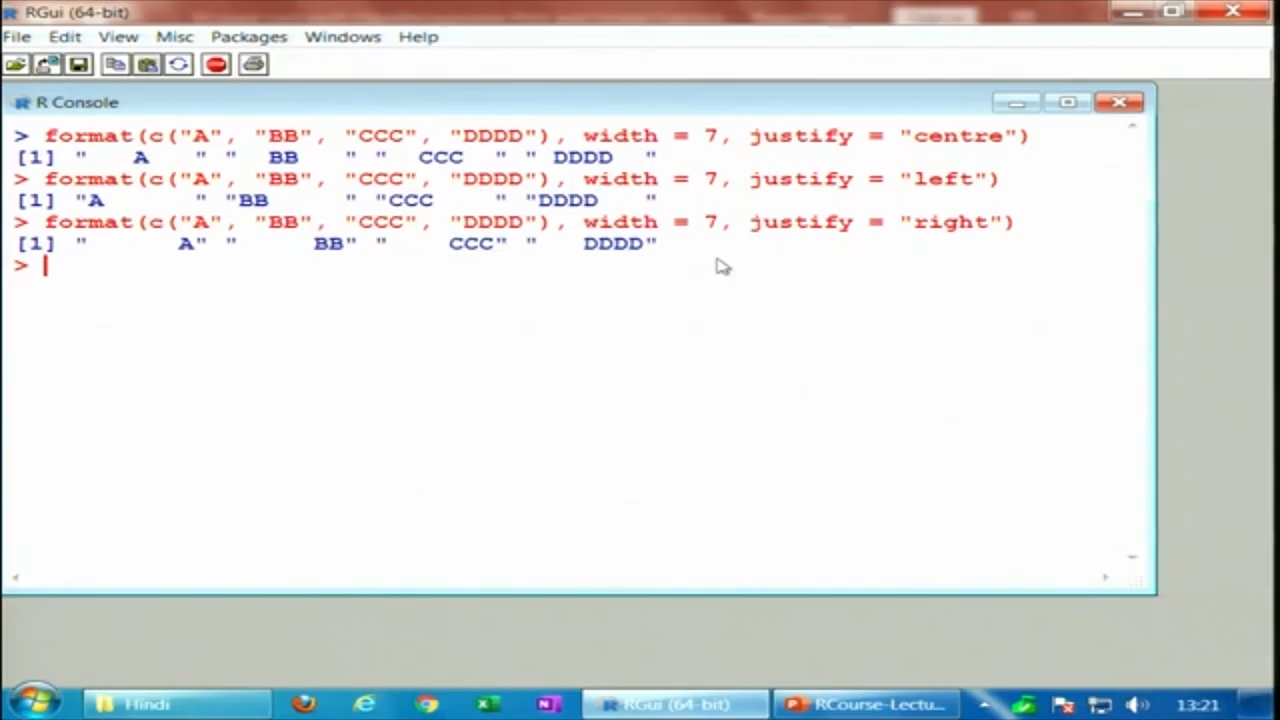 RGui (64-bit)
File Edit View Misc Packages Windows Help
R Console
> format(c("A", "BB", "CCC", "DDDD"), width = 7, justify = "centre")
[1] "   A   " "  BB   " "  CCC  " " DDDD  "
> format(c("A", "BB", "CCC", "DDDD"), width = 7, justify = "left")
[1] "A      " "BB     " "CCC    " "DDDD   "
> format(c("A", "BB", "CCC", "DDDD"), width = 7, justify = "right")
[1] "      A" "     BB" "    CCC" "   DDDD"
>
Hindi RGui (64-bit) RCourse-Lectu... 13:21